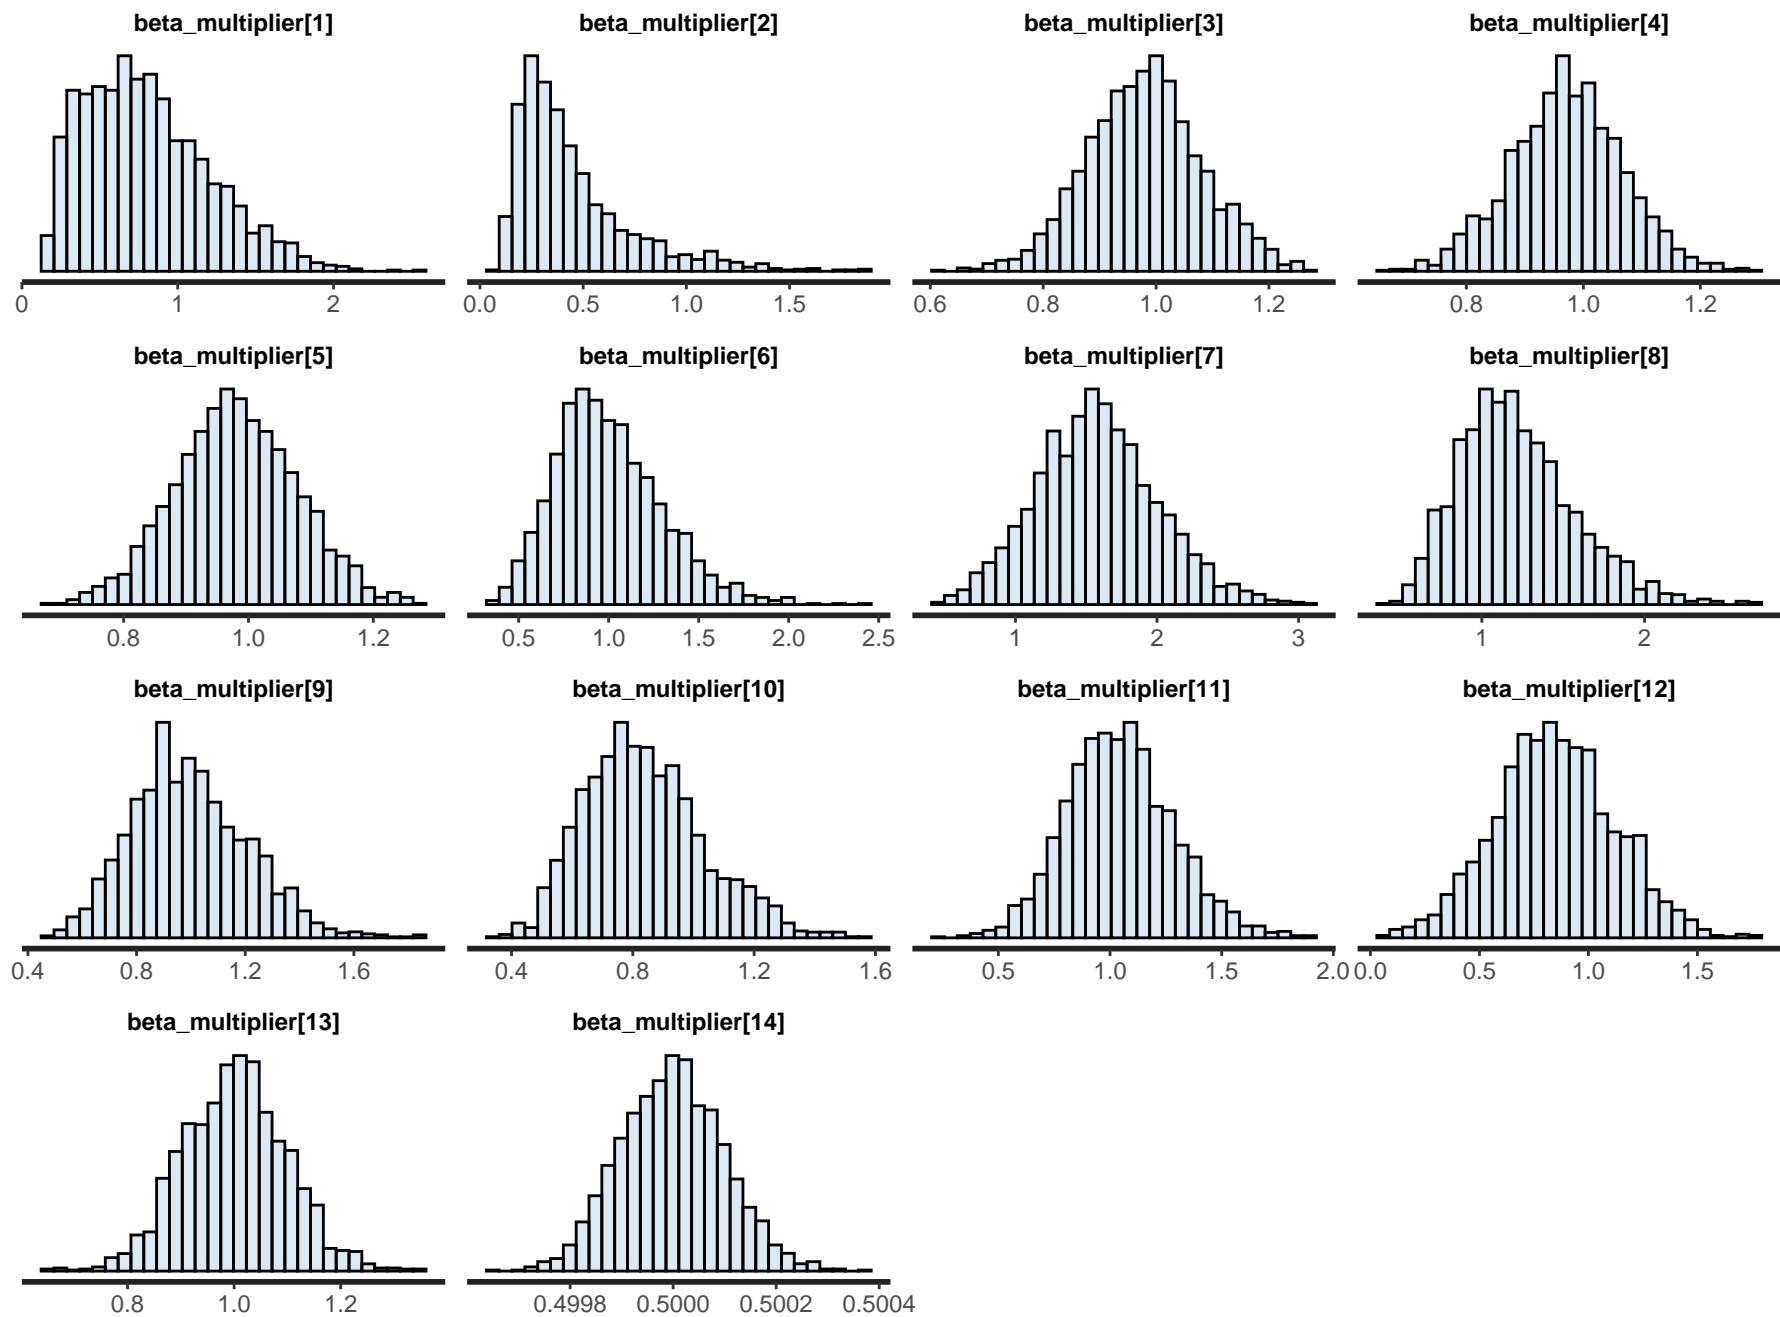 beta_multiplier[1] beta_multiplier[2] beta_multiplier[3] beta_multiplier[4]
0 1 2 0.0 0.5 1.0 1.5 0.6 0.8 1.0 1.2 0.8 1.0 1.2
beta_multiplier[5] beta_multiplier[6] beta_multiplier[7] beta_multiplier[8]
0.8 1.0 1.2 0.5 1.0 1.5 2.0 2.5 1 2 3 1 2
beta_multiplier[9] beta_multiplier[10] beta_multiplier[11] beta_multiplier[12]
0.4 0.8 1.2 1.6 0.4 0.8 1.2 1.6 0.5 1.0 1.5 2.0 0.0 0.5 1.0 1.5
beta_multiplier[13] beta_multiplier[14]
0.8 1.0 1.2 0.4998 0.5000 0.5002 0.5004